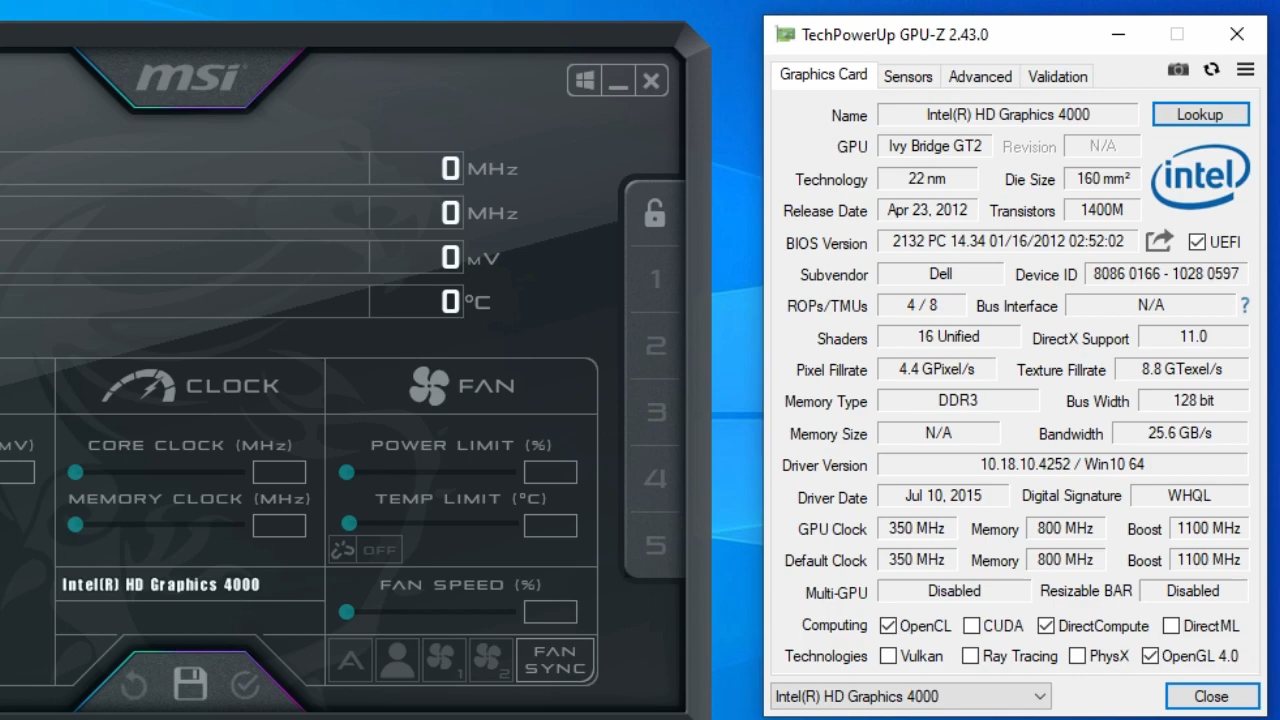 msi
0 MHz
0 MHz
0 mV
0 °C
1
2
3
4
5
CLOCK
FAN
mV)
CORE CLOCK (MHz)
POWER LIMIT (%)
MEMORY CLOCK (MHz)
TEMP LIMIT (°C)
OFF
Intel(R) HD Graphics 4000
FAN SPEED (%)
A
1
2
FAN
SYNC
TechPowerUp GPU-Z 2.43.0
Graphics Card Sensors Advanced Validation
Name Intel(R) HD Graphics 4000 Lookup
GPU Ivy Bridge GT2 Revision N/A
intel
Technology 22 nm Die Size 160 mm²
Release Date Apr 23, 2012 Transistors 1400M
BIOS Version 2132 PC 14.34 01/16/2012 02:52:02 UEFI
Subvendor Dell Device ID 8086 0166 - 1028 0597
ROPs/TMUs 4 / 8 Bus Interface N/A ?
Shaders 16 Unified DirectX Support 11.0
Pixel Fillrate 4.4 GPixel/s Texture Fillrate 8.8 GTexel/s
Memory Type DDR3 Bus Width 128 bit
Memory Size N/A Bandwidth 25.6 GB/s
Driver Version 10.18.10.4252 / Win10 64
Driver Date Jul 10, 2015 Digital Signature WHQL
GPU Clock 350 MHz Memory 800 MHz Boost 1100 MHz
Default Clock 350 MHz Memory 800 MHz Boost 1100 MHz
Multi-GPU Disabled Resizable BAR Disabled
Computing OpenCL CUDA DirectCompute DirectML
Technologies Vulkan Ray Tracing PhysX OpenGL 4.0
Intel(R) HD Graphics 4000 Close